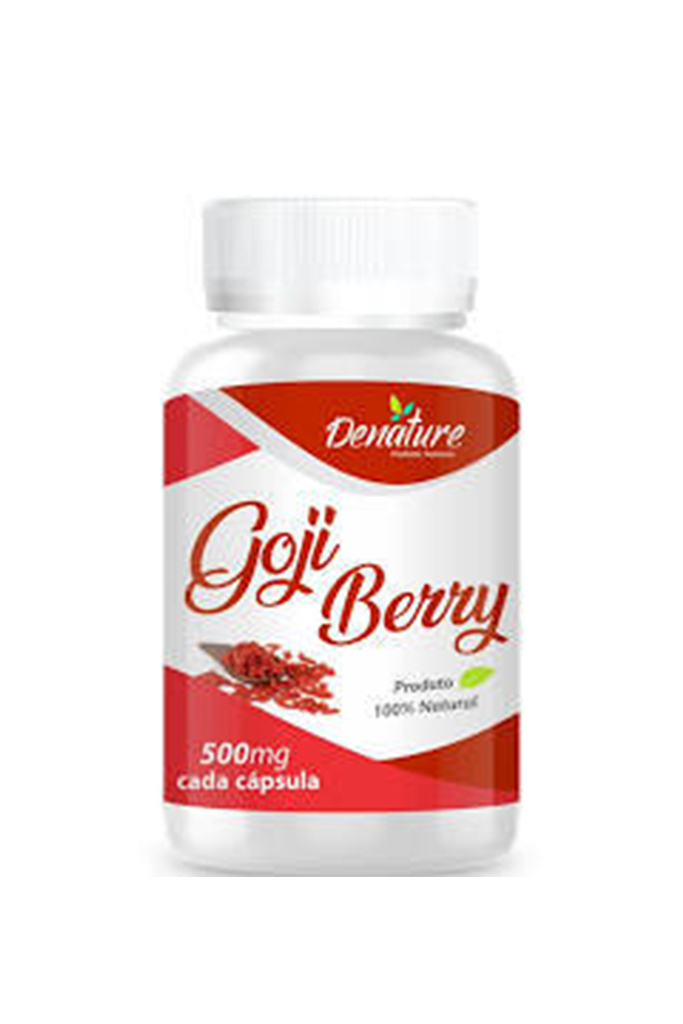 Denature
Goji
Berry
Produto
100% Natural
500mg
cada cápsula